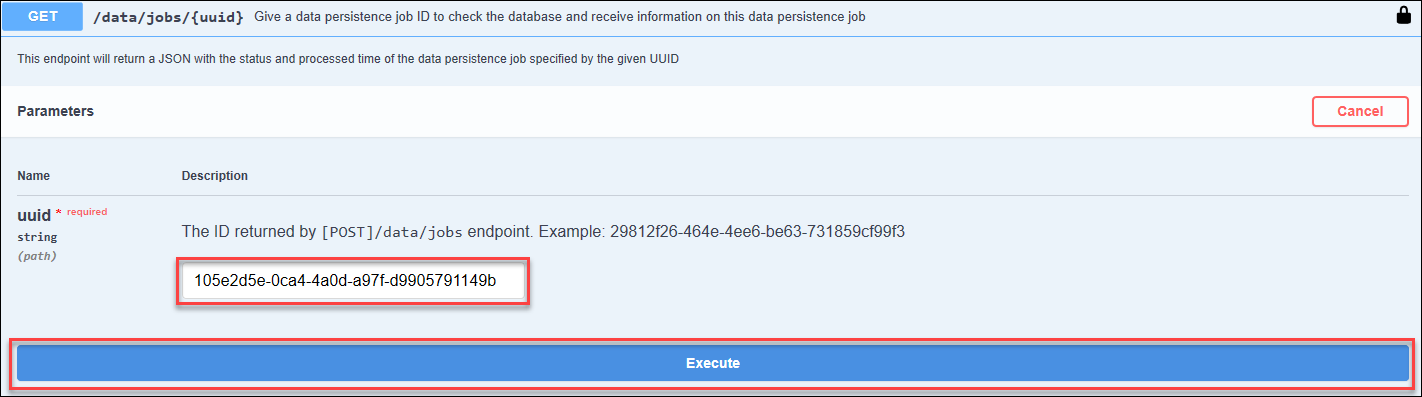 GET /data/jobs/{uuid} Give a data persistence job ID to check the database and receive information on this data persistence job
This endpoint will return a JSON with the status and processed time of the data persistence job specified by the given UUID
Parameters Cancel
Name Description
uuid * required
string
(path)
The ID returned by [POST]/data/jobs endpoint. Example: 29812f26-464e-4ee6-be63-731859cf99f3
105e2d5e-0ca4-4a0d-a97f-d9905791149b
Execute